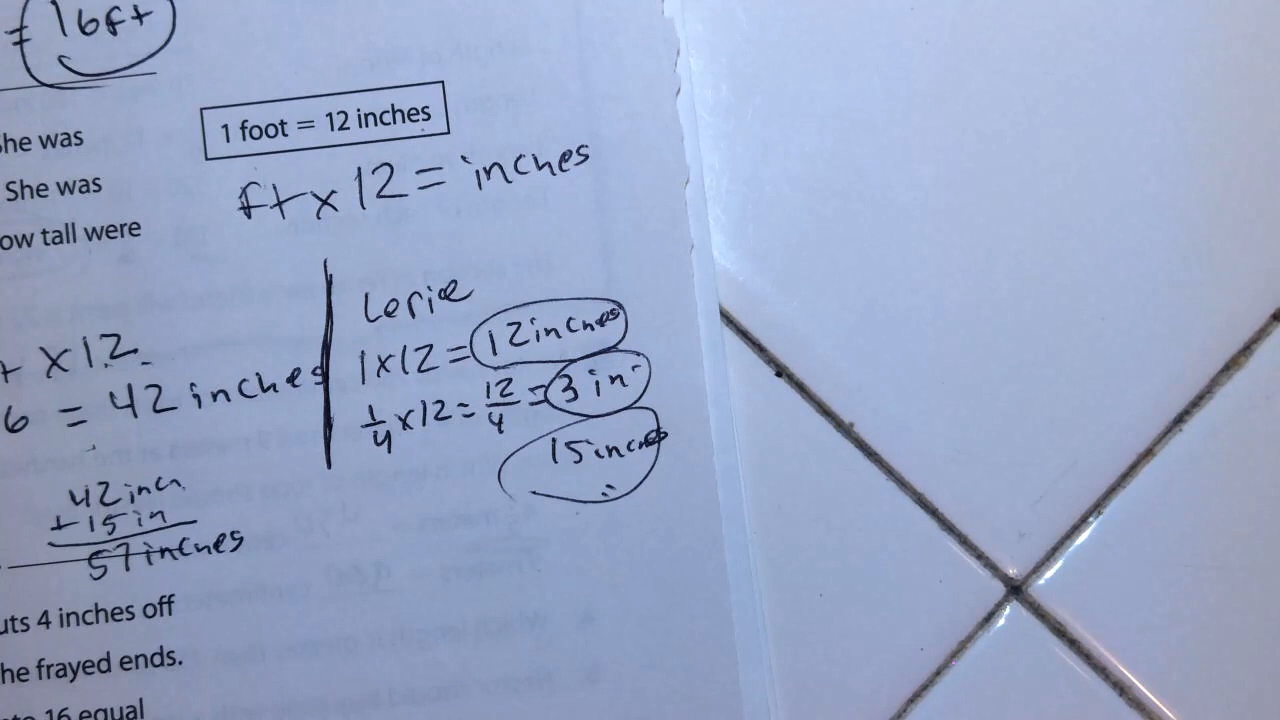 = 16ft
She was
1 foot = 12 inches
She was
ft x 12 = inches
ow tall were
Lerie
x 12
1 x 12 = 12 inches
6 = 42 inches
1/4 x 12 = 12/4 = 3 in
15 inches
42 inch
+ 15 in
57 inches
uts 4 inches off
he frayed ends.
16 equal